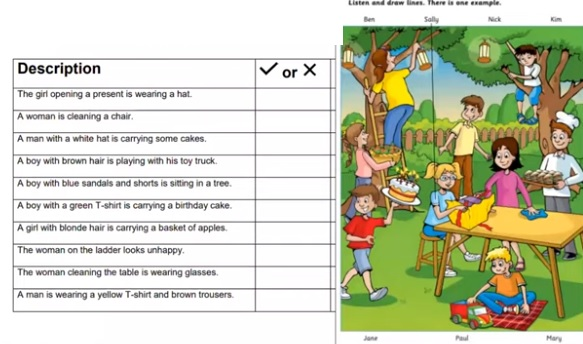 Listen and draw lines. There is one example.
Ben Sally Nick Kim
Description ✓ or ✗
The girl opening a present is wearing a hat.
A woman is cleaning a chair.
A man with a white hat is carrying some cakes.
A boy with brown hair is playing with his toy truck.
A boy with blue sandals and shorts is sitting in a tree.
A boy with a green T-shirt is carrying a birthday cake.
A girl with blonde hair is carrying a basket of apples.
The woman on the ladder looks unhappy.
The woman cleaning the table is wearing glasses.
A man is wearing a yellow T-shirt and brown trousers.
Jane Paul Mary